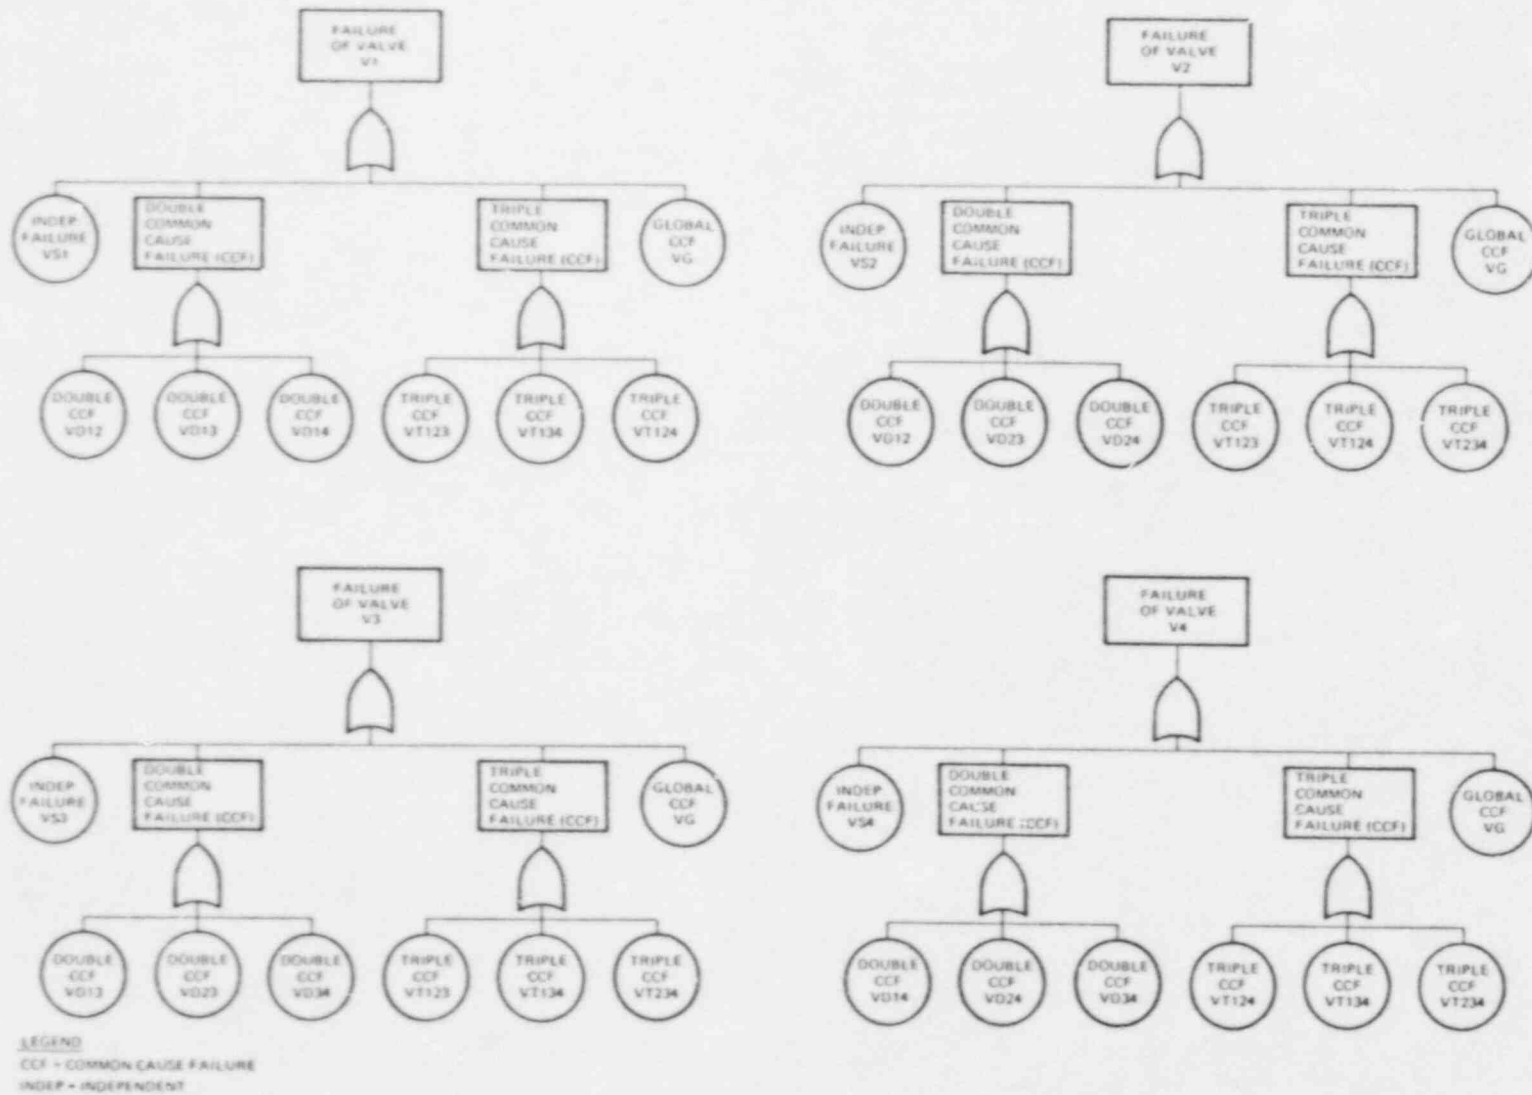 FAILURE
OF VALVE
V1
INDEP
FAILURE
VS1
DOUBLE
COMMON
CAUSE
FAILURE (CCF)
TRIPLE
COMMON
CAUSE
FAILURE (CCF)
GLOBAL
CCF
VG
DOUBLE
CCF
VD12
DOUBLE
CCF
VD13
DOUBLE
CCF
VD14
TRIPLE
CCF
VT123
TRIPLE
CCF
VT134
TRIPLE
CCF
VT124
FAILURE
OF VALVE
V2
INDEP
FAILURE
VS2
DOUBLE
COMMON
CAUSE
FAILURE (CCF)
TRIPLE
COMMON
CAUSE
FAILURE (CCF)
GLOBAL
CCF
VG
DOUBLE
CCF
VD12
DOUBLE
CCF
VD23
DOUBLE
CCF
VD24
TRIPLE
CCF
VT123
TRIPLE
CCF
VT124
TRIPLE
CCF
VT234
FAILURE
OF VALVE
V3
INDEP
FAILURE
VS3
DOUBLE
COMMON
CAUSE
FAILURE (CCF)
TRIPLE
COMMON
CAUSE
FAILURE (CCF)
GLOBAL
CCF
VG
DOUBLE
CCF
VD13
DOUBLE
CCF
VD23
DOUBLE
CCF
VD34
TRIPLE
CCF
VT123
TRIPLE
CCF
VT134
TRIPLE
CCF
VT234
FAILURE
OF VALVE
V4
INDEP
FAILURE
VS4
DOUBLE
COMMON
CAUSE
FAILURE (CCF)
TRIPLE
COMMON
CAUSE
FAILURE (CCF)
GLOBAL
CCF
VG
DOUBLE
CCF
VD14
DOUBLE
CCF
VD24
DOUBLE
CCF
VD34
TRIPLE
CCF
VT124
TRIPLE
CCF
VT134
TRIPLE
CCF
VT234
LEGEND
CCF = COMMON CAUSE FAILURE
INDEP = INDEPENDENT